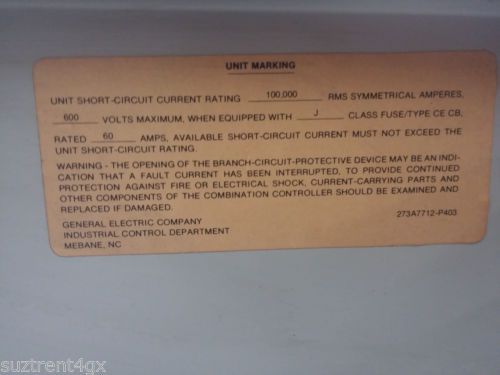 UNIT MARKING
UNIT SHORT-CIRCUIT CURRENT RATING 100,000 RMS SYMMETRICAL AMPERES,
600 VOLTS MAXIMUM, WHEN EQUIPPED WITH J CLASS FUSE/TYPE CE CB,
RATED 60 AMPS, AVAILABLE SHORT-CIRCUIT CURRENT MUST NOT EXCEED THE
UNIT SHORT-CIRCUIT RATING.
WARNING - THE OPENING OF THE BRANCH-CIRCUIT-PROTECTIVE DEVICE MAY BE AN INDI-
CATION THAT A FAULT CURRENT HAS BEEN INTERRUPTED, TO PROVIDE CONTINUED
PROTECTION AGAINST FIRE OR ELECTRICAL SHOCK, CURRENT-CARRYING PARTS AND
OTHER COMPONENTS OF THE COMBINATION CONTROLLER SHOULD BE EXAMINED AND
REPLACED IF DAMAGED.
273A7712-P403
GENERAL ELECTRIC COMPANY
INDUSTRIAL CONTROL DEPARTMENT
MEBANE, NC
suztrent4gx